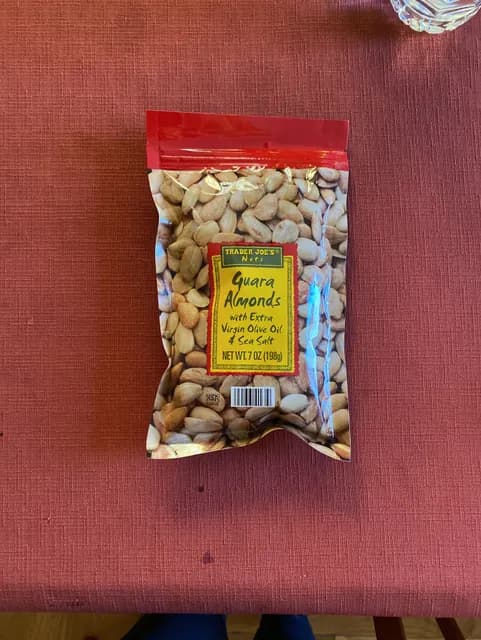 TRADER JOE'S®
Nuts
Guara
Almonds
with Extra
Virgin Olive Oil
& Sea Salt
NET WT. 7 OZ (198g)